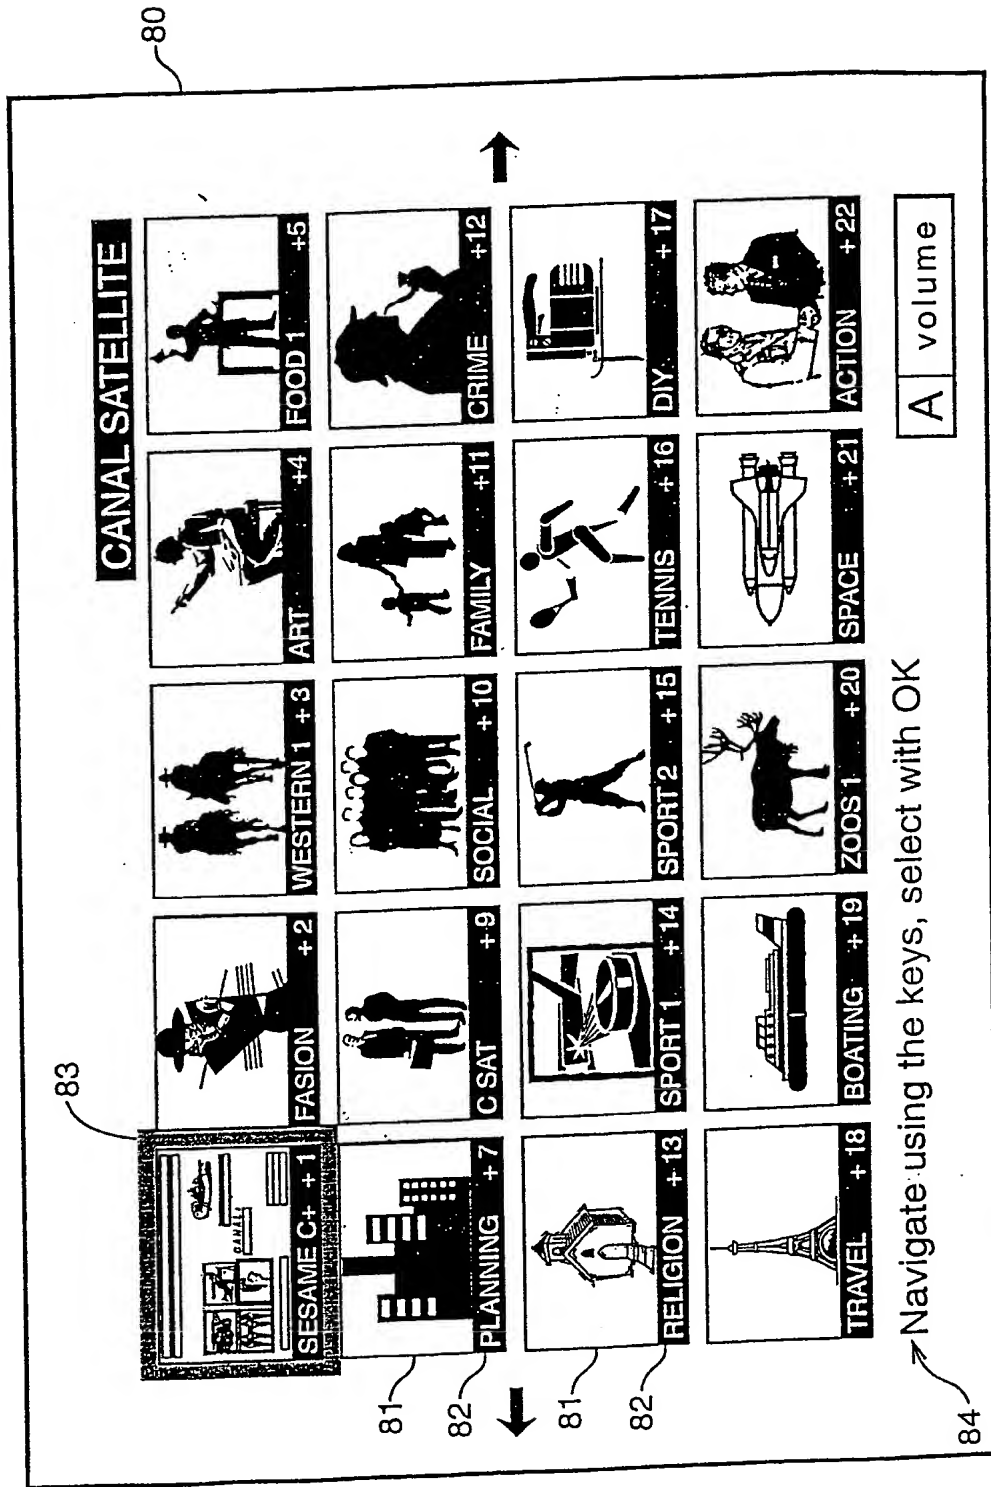 80
83
CANAL SATELLITE
SESAME C+ +1
FASION +2
WESTERN 1 +3
ART +4
FOOD 1 +5
81
82
PLANNING +7
C SAT +9
SOCIAL +10
FAMILY +11
CRIME +12
81
82
RELIGION +13
SPORT 1 +14
SPORT 2 +15
TENNIS +16
DIY +17
TRAVEL +18
BOATING +19
ZOOS 1 +20
SPACE +21
ACTION +22
84
Navigate using the keys, select with OK
A volume